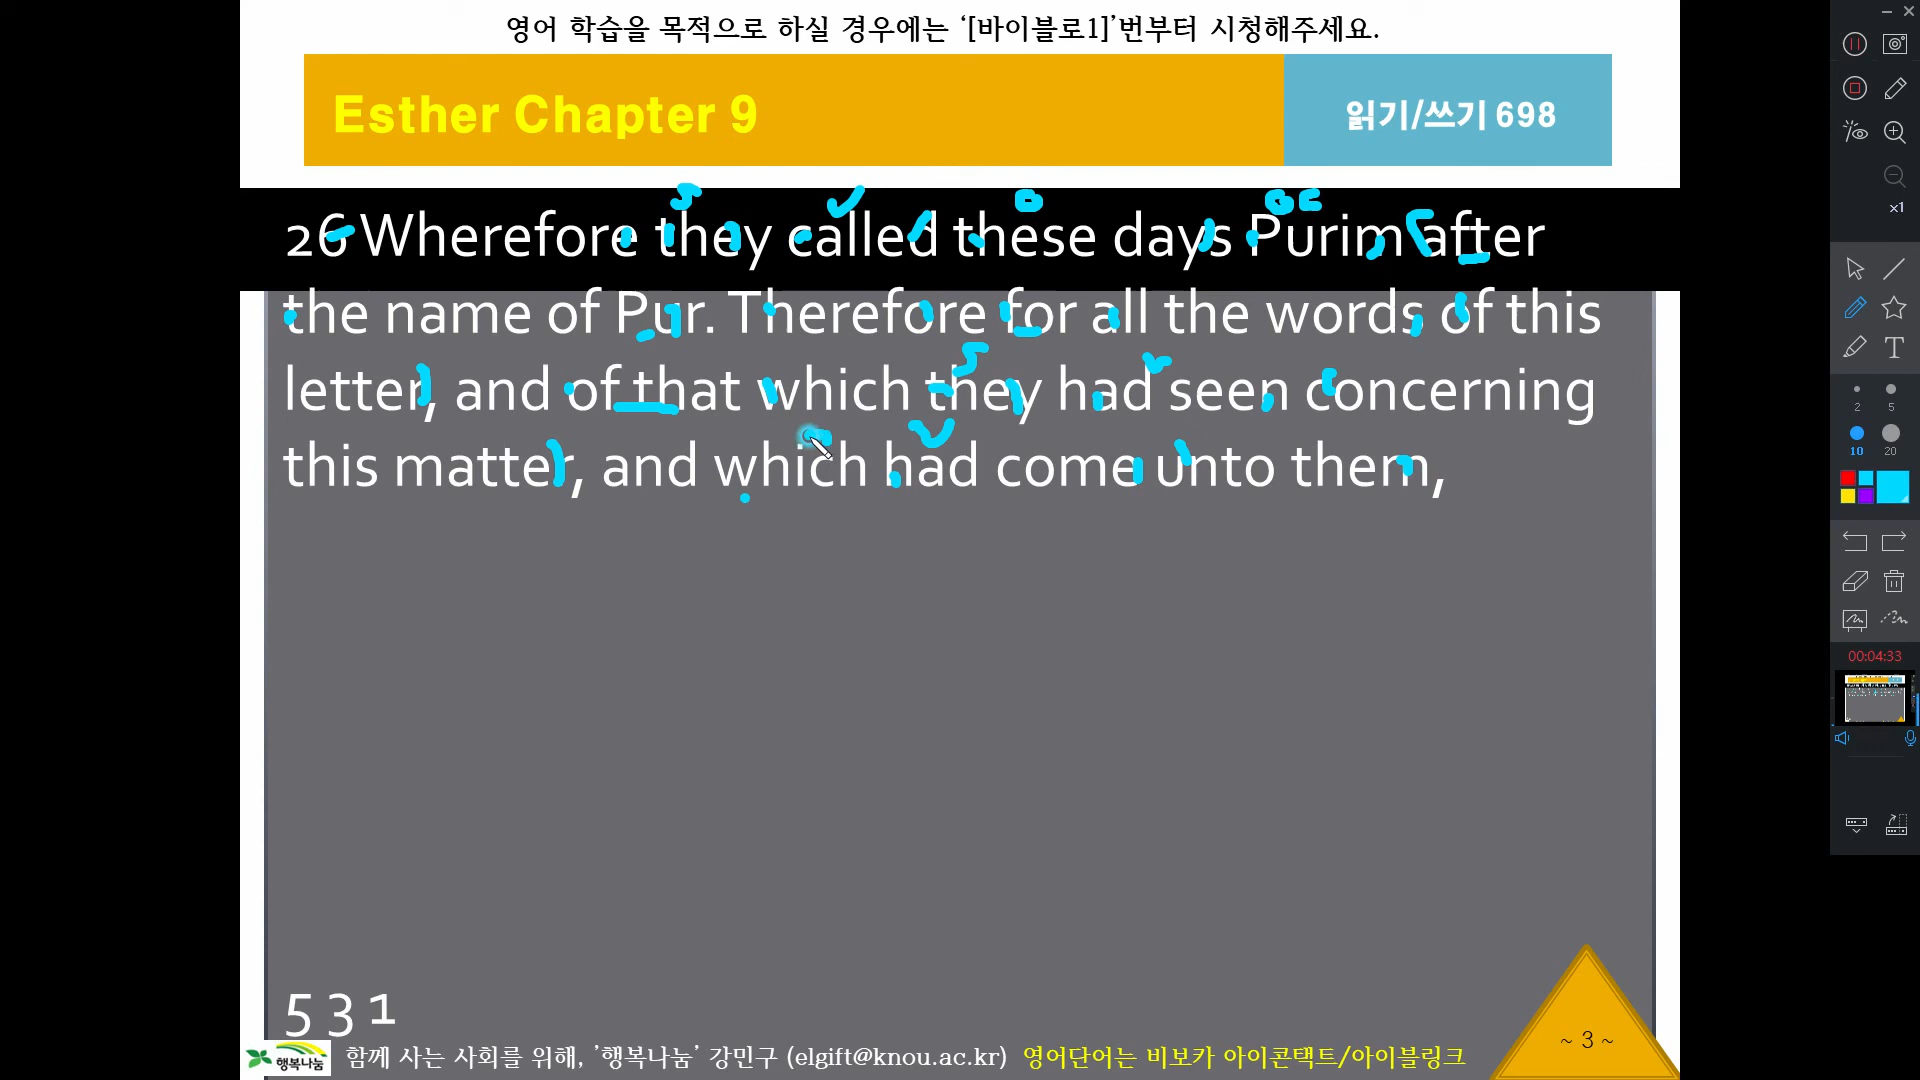 영어 학습을 목적으로 하실 경우에는 ‘[바이블로1]’번부터 시청해주세요.
Esther Chapter 9
읽기/쓰기 698
26 Wherefore they called these days Purim after
the name of Pur. Therefore for all the words of this
letter, and of that which they had seen concerning
this matter, and which had come unto them,
531
행복나눔
함께 사는 사회를 위해, ’행복나눔’ 강민구 (elgift@knou.ac.kr) 영어단어는 비보카 아이콘택트/아이블링크
~ 3 ~
x1
T
2 5
10 20
00:04:33